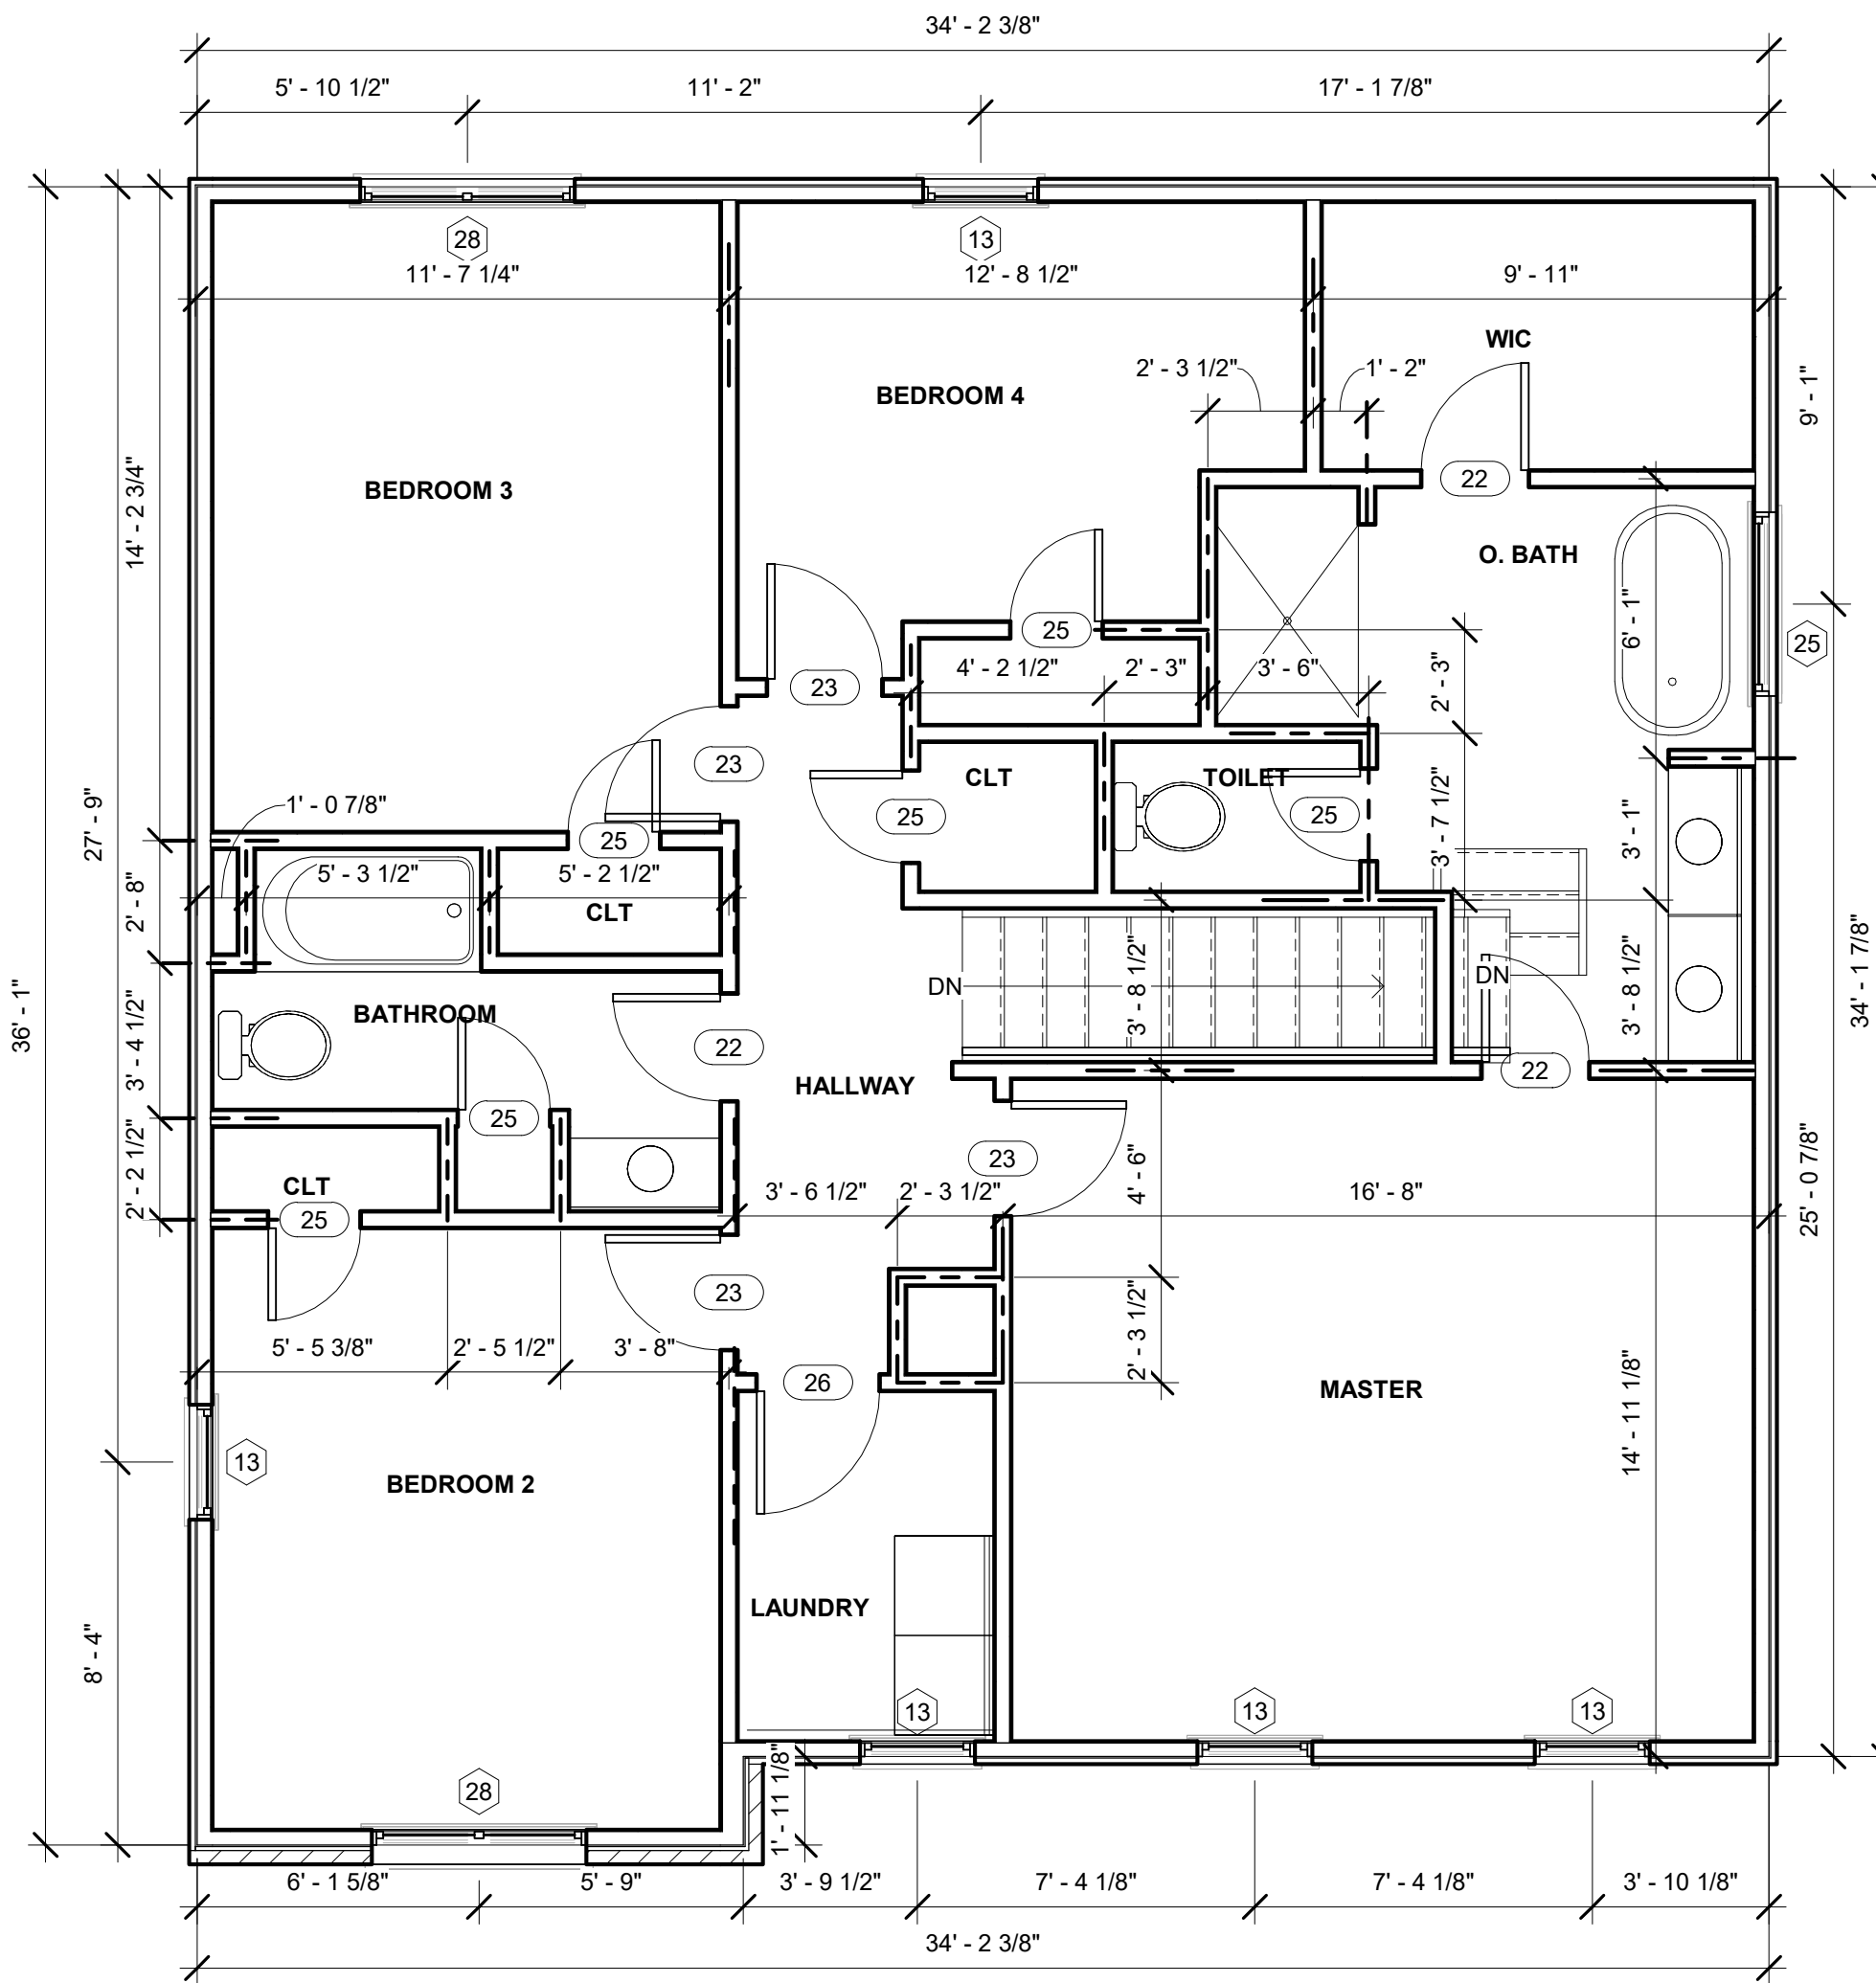 34' - 2 3/8"
5' - 10 1/2" 11' - 2" 17' - 1 7/8"
28 13
11' - 7 1/4" 12' - 8 1/2" 9' - 11"
WIC
2' - 3 1/2" 1' - 2"
BEDROOM 4
9' - 1"
BEDROOM 3
22
14' - 2 3/4"
O. BATH
6' - 1"
25
25
4' - 2 1/2" 2' - 3" 3' - 6"
2' - 3"
23
23
CLT TOILET
1' - 0 7/8"
25 25
3' - 7 1/2"
3' - 1"
27' - 9"
25
5' - 3 1/2" 5' - 2 1/2"
CLT
2' - 8"
DN DN
3' - 8 1/2"
3' - 8 1/2"
36' - 1"
34' - 1 7/8"
BATHROOM
3' - 4 1/2"
22
HALLWAY
22
25
23
2' - 2 1/2"
CLT
25
3' - 6 1/2" 2' - 3 1/2"
4' - 6"
16' - 8"
25' - 0 7/8"
23
5' - 5 3/8" 2' - 5 1/2" 3' - 8"
2' - 3 1/2"
26
MASTER
14' - 11 1/8"
13
BEDROOM 2
LAUNDRY
8' - 4"
13 13 13
28
1' - 11 1/8"
6' - 1 5/8" 5' - 9" 3' - 9 1/2" 7' - 4 1/8" 7' - 4 1/8" 3' - 10 1/8"
34' - 2 3/8"